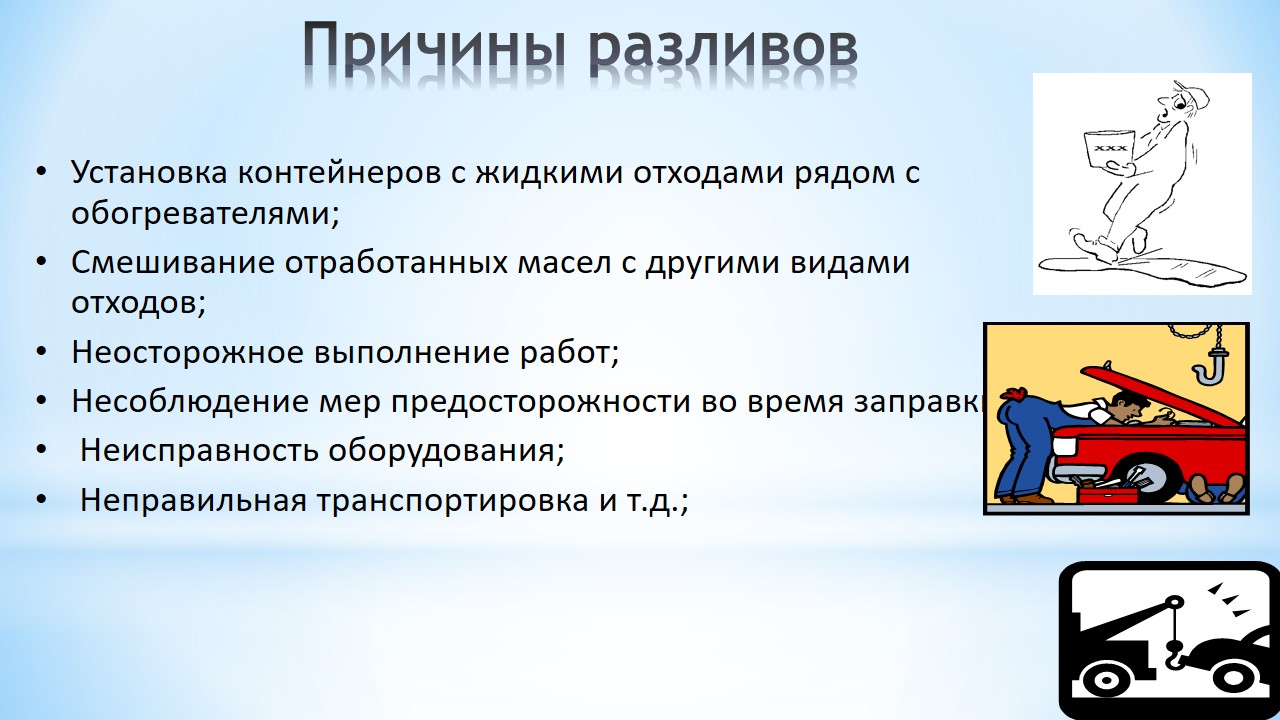 Причины разливов
• Установка контейнеров с жидкими отходами рядом с
обогревателями;
• Смешивание отработанных масел с другими видами
отходов;
• Неосторожное выполнение работ;
• Несоблюдение мер предосторожности во время
• Неисправность оборудования;
• Неправильная транспортировка и т.д.;
xxx